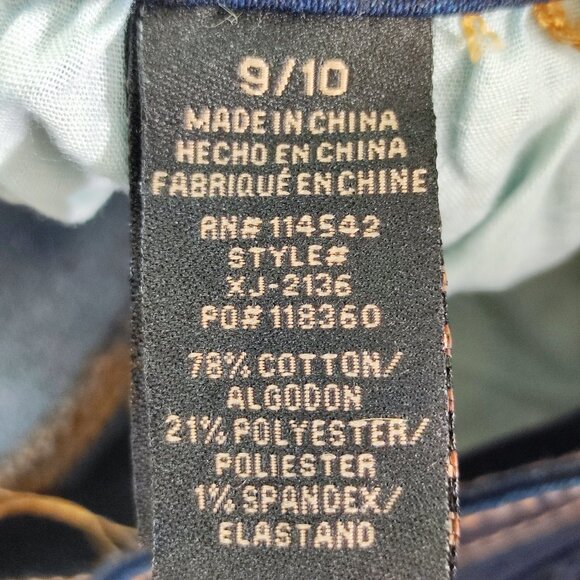 9/10
MADE IN CHINA
HECHO EN CHINA
FABRIQUÉ EN CHINE
AN# 114542
STYLE#
XJ-2136
PO# 118360
78% COTTON/
ALGODON
21% POLYESTER/
POLIESTER
1% SPANDEX/
ELASTANO